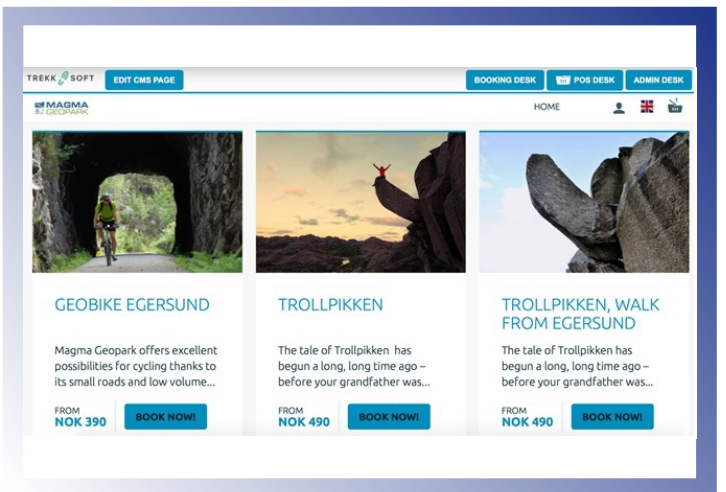 TREKK SOFT
EDIT CMS PAGE
BOOKING DESK
POS DESK
ADMIN DESK
MAGMA
GEOPARK
HOME
GEOBIKE EGERSUND
Magma Geopark offers excellent
possibilities for cycling thanks to
its small roads and low volume...
FROM
NOK 390
BOOK NOW!
TROLLPIKKEN
The tale of Trollpikken has
begun a long, long time ago –
before your grandfather was...
FROM
NOK 490
BOOK NOW!
TROLLPIKKEN, WALK
FROM EGERSUND
The tale of Trollpikken has
begun a long, long time ago –
before your grandfather was...
FROM
NOK 490
BOOK NOW!